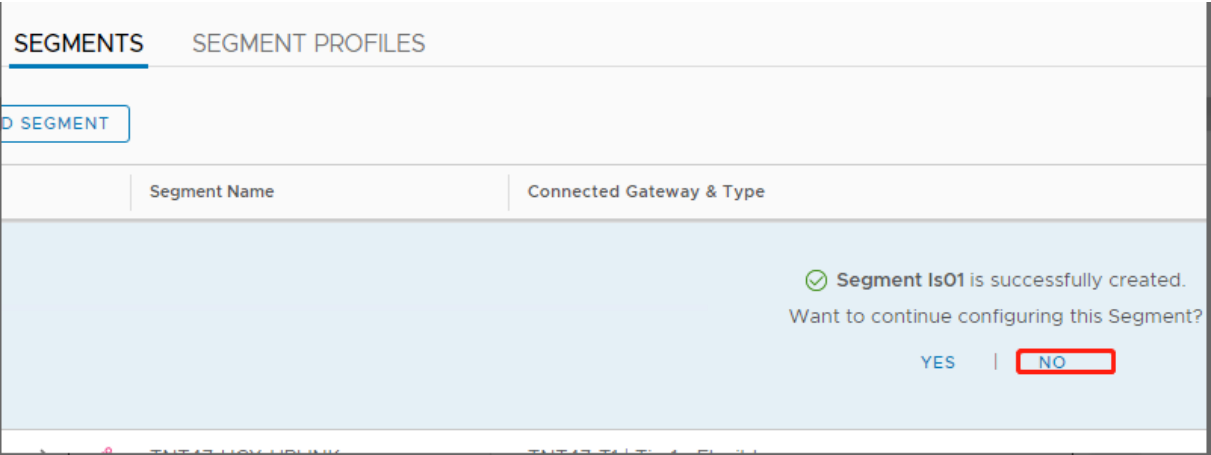 SEGMENTS SEGMENT PROFILES
D SEGMENT
Segment Name Connected Gateway & Type
Segment ls01 is successfully created.
Want to continue configuring this Segment?
YES | NO